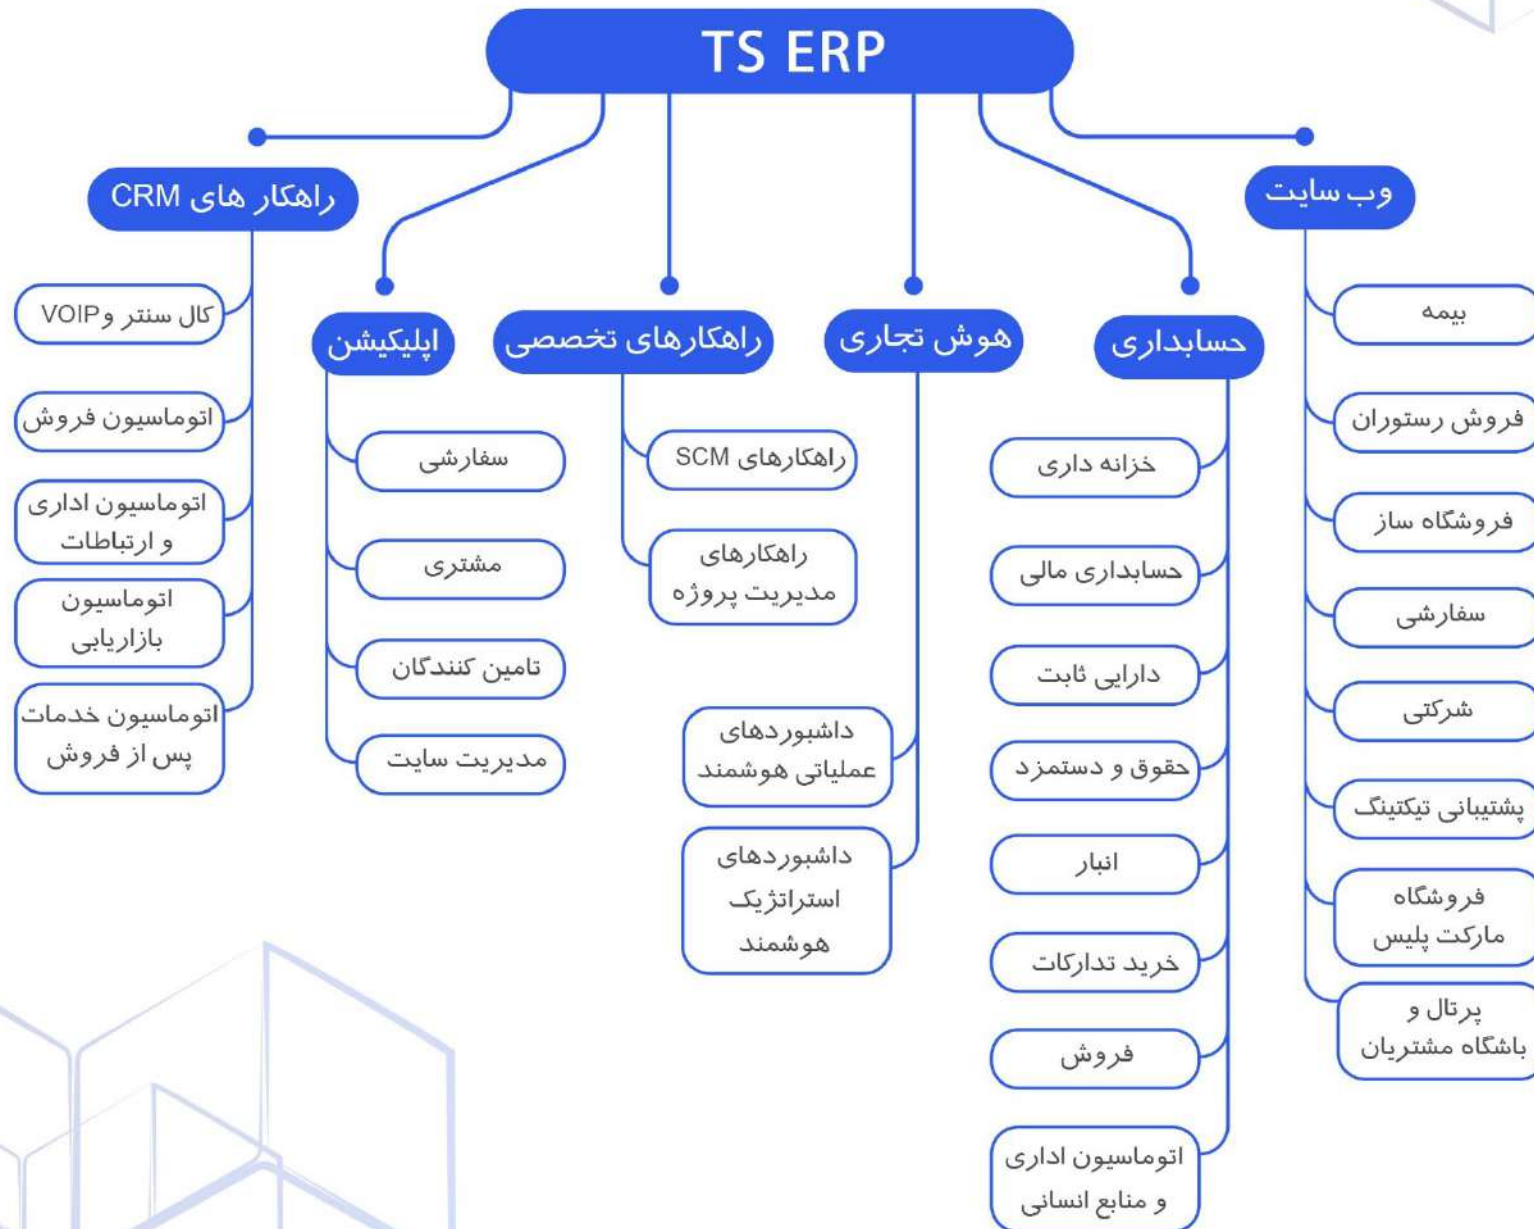 TS ERP
وب سایت
بیمه
فروش رستوران
فروشگاه ساز
سفارشی
شرکتی
پشتیبانی تیکتینگ
فروشگاه
مارکت پلیس
پرتال و
باشگاه مشتریان
حسابداری
خزانه داری
حسابداری مالی
دارایی ثابت
حقوق و دستمزد
انبار
خرید تدارکات
فروش
اتوماسیون اداری
و منابع انسانی
هوش تجاری
داشبوردهای
عملیاتی هوشمند
داشبوردهای
استراتژیک
هوشمند
راهکارهای تخصصی
راهکارهای SCM
راهکارهای
مدیریت پروژه
اپلیکیشن
سفارشی
مشتری
تامین کنندگان
مدیریت سایت
راهکار های CRM
کال سنتر و VOIP
اتوماسیون فروش
اتوماسیون اداری
و ارتباطات
اتوماسیون
بازاریابی
اتوماسیون خدمات
پس از فروش